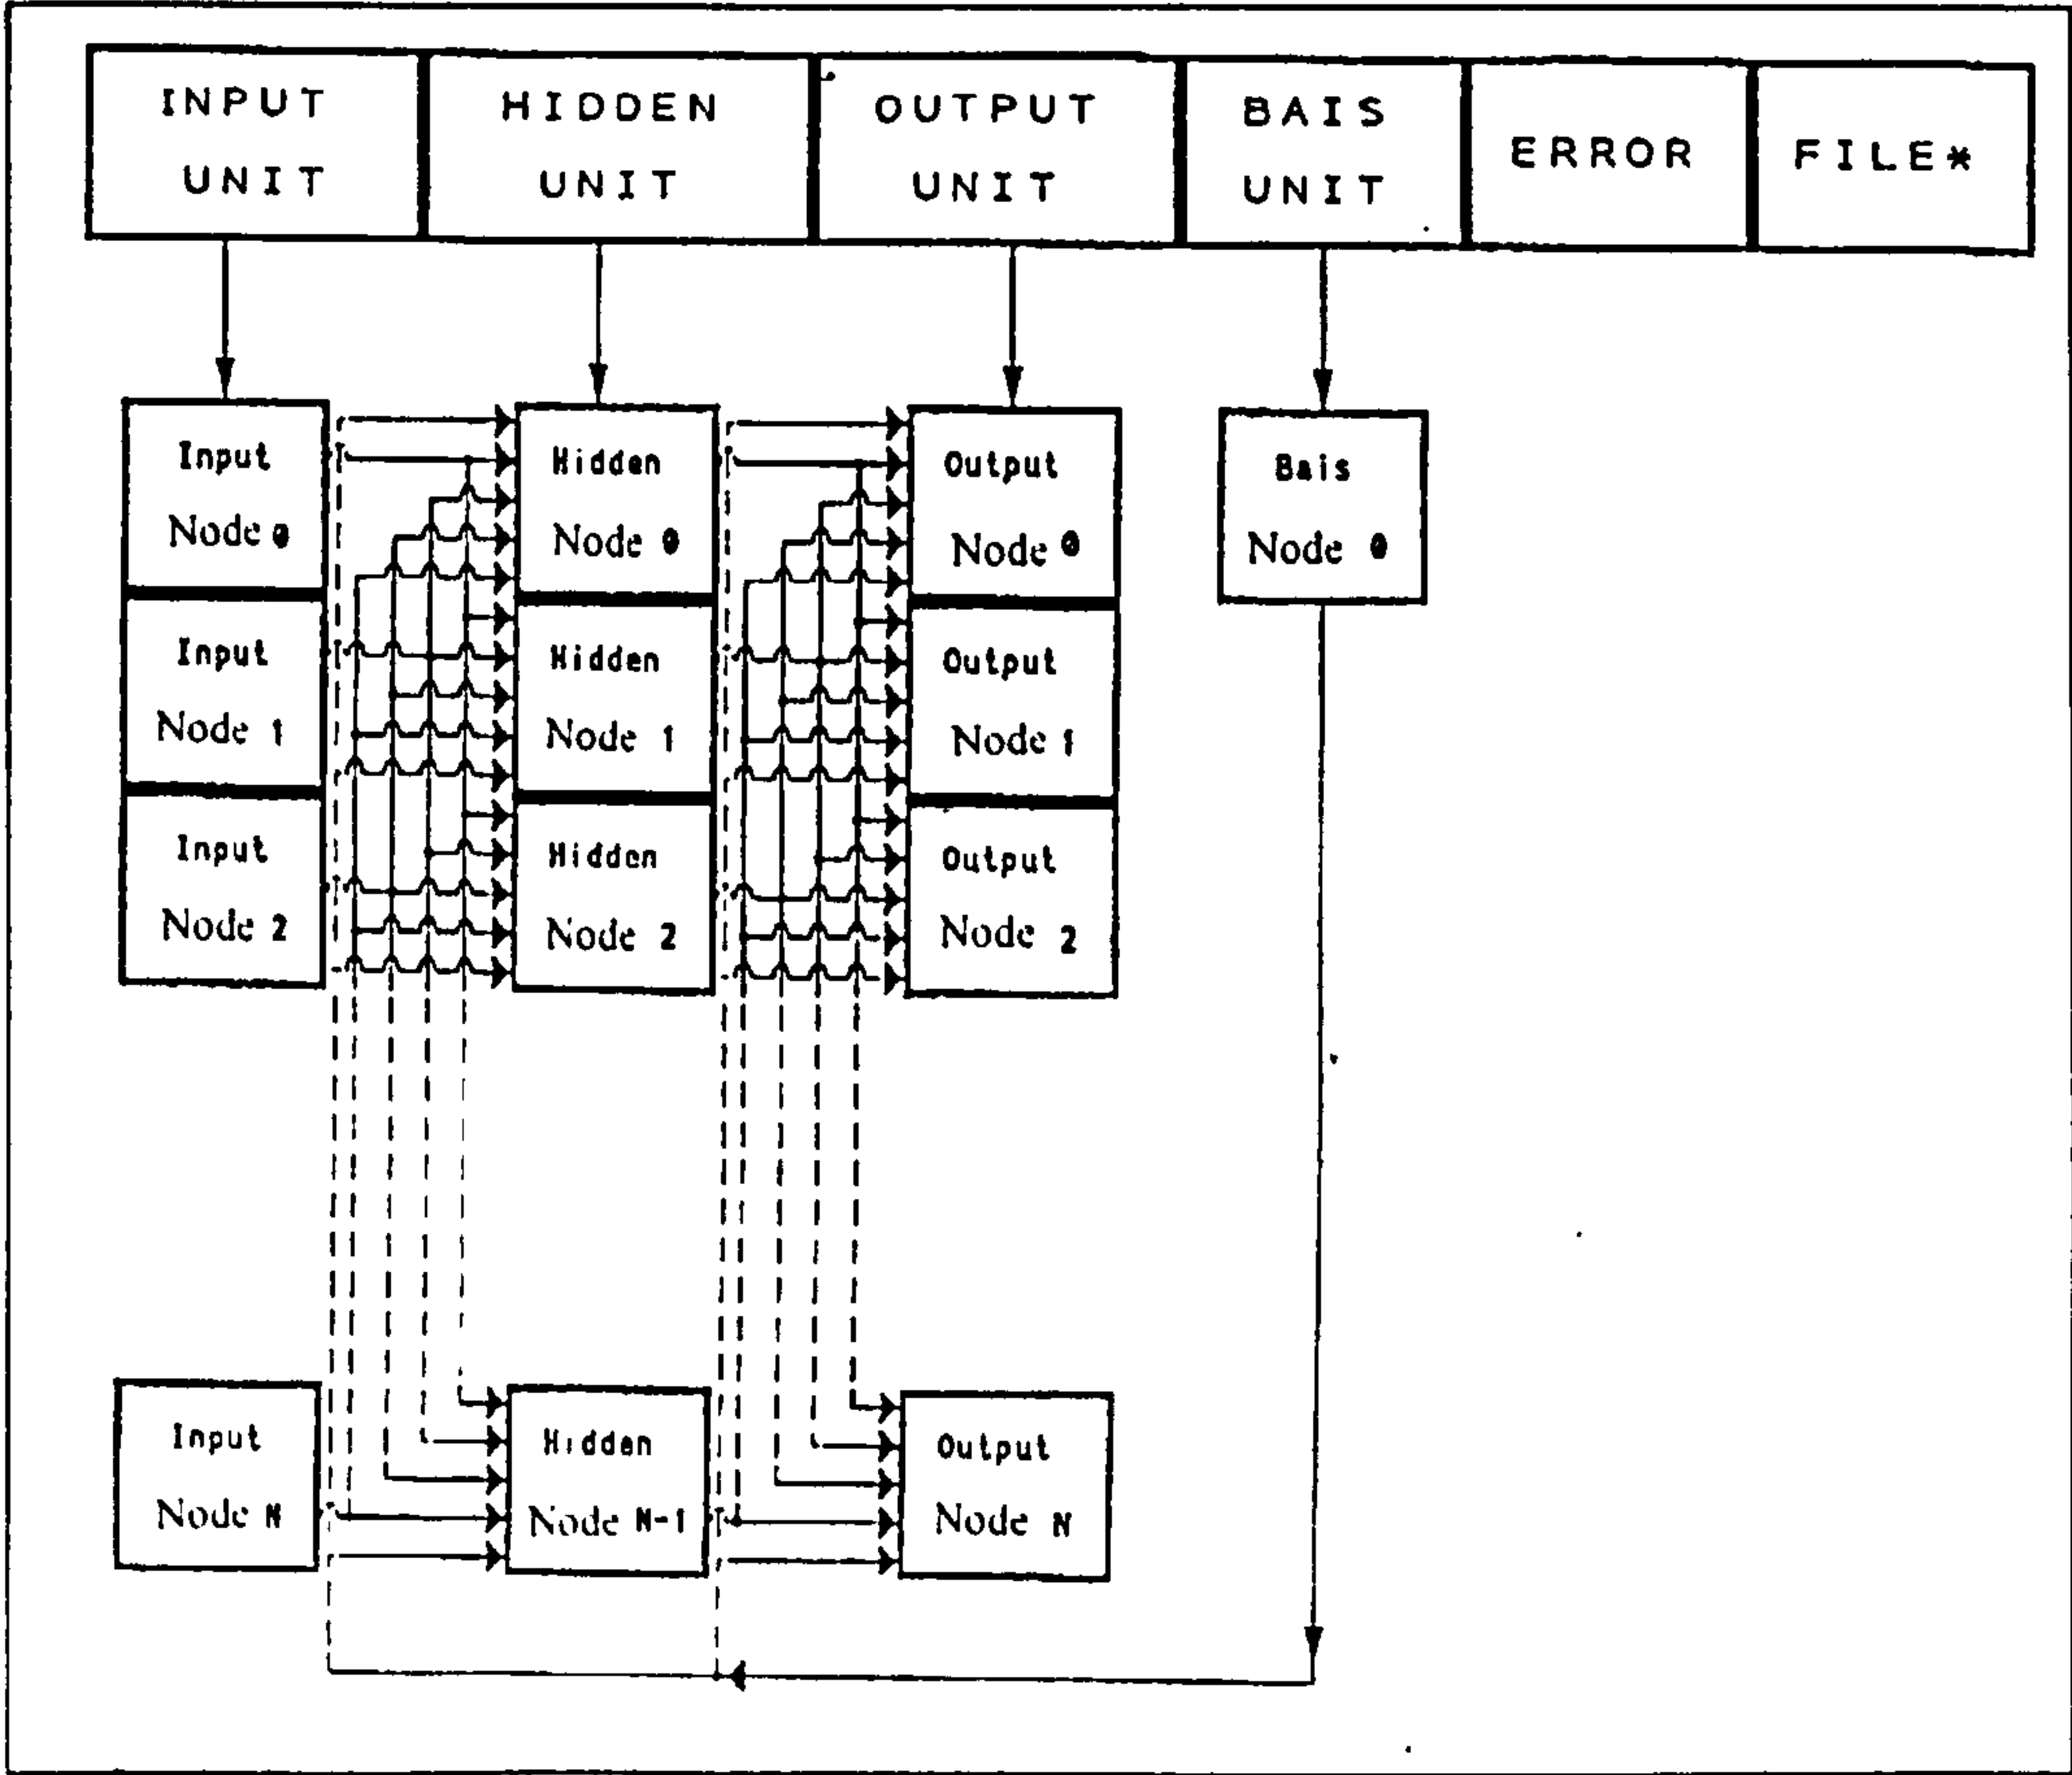 INPUT
UNIT
HIDDEN
UNIT
OUTPUT
UNIT
BAIS
UNIT
ERROR
FILE*
Input
Node 0
Hidden
Node 0
Output
Node 0
Bais
Node 0
Input
Node 1
Hidden
Node 1
Output
Node 1
Input
Node 2
Hidden
Node 2
Output
Node 2
Input
Node N
Hidden
Node N-1
Output
Node N